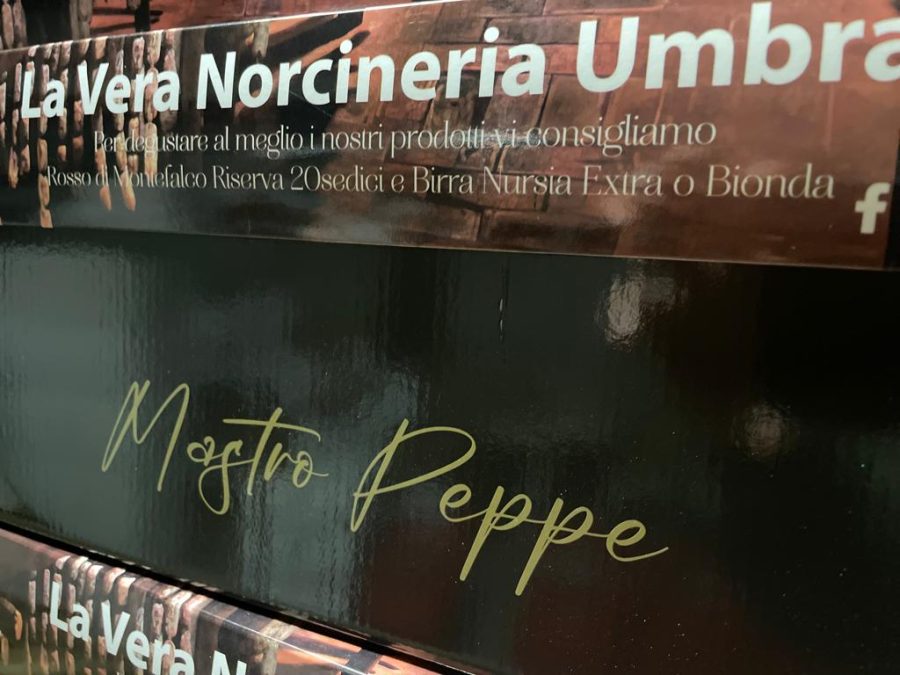 La Vera Norcineria Umbra
Per degustare al meglio i nostri prodotti vi consigliamo
Rosso di Montefalco Riserva 20sedici e Birra Nursia Extra o Bionda
f
Mastro Peppe
La Vera N